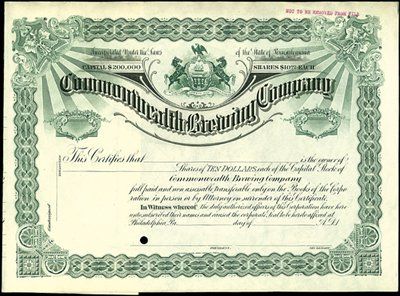 NOT TO BE REMOVED FROM FILE
Incorporated Under the Laws of the State of Pennsylvania
CAPITAL $200,000 SHARES $10.00 EACH
Commonwealth Brewing Company
This Certifies that is the owner of
Shares of TEN DOLLARS each of the Capital Stock of
Commonwealth Brewing Company
full paid and non assessable, transferable only on the Books of the Corpo-
ration in person or by Attorney on surrender of this Certificate.
In Witness whereof, the duly authorized officers of this Corporation have here-
unto subscribed their names and caused the corporate Seal to be hereto affixed at
Philadelphia, Pa. day of A.D. 1
PRESIDENT.